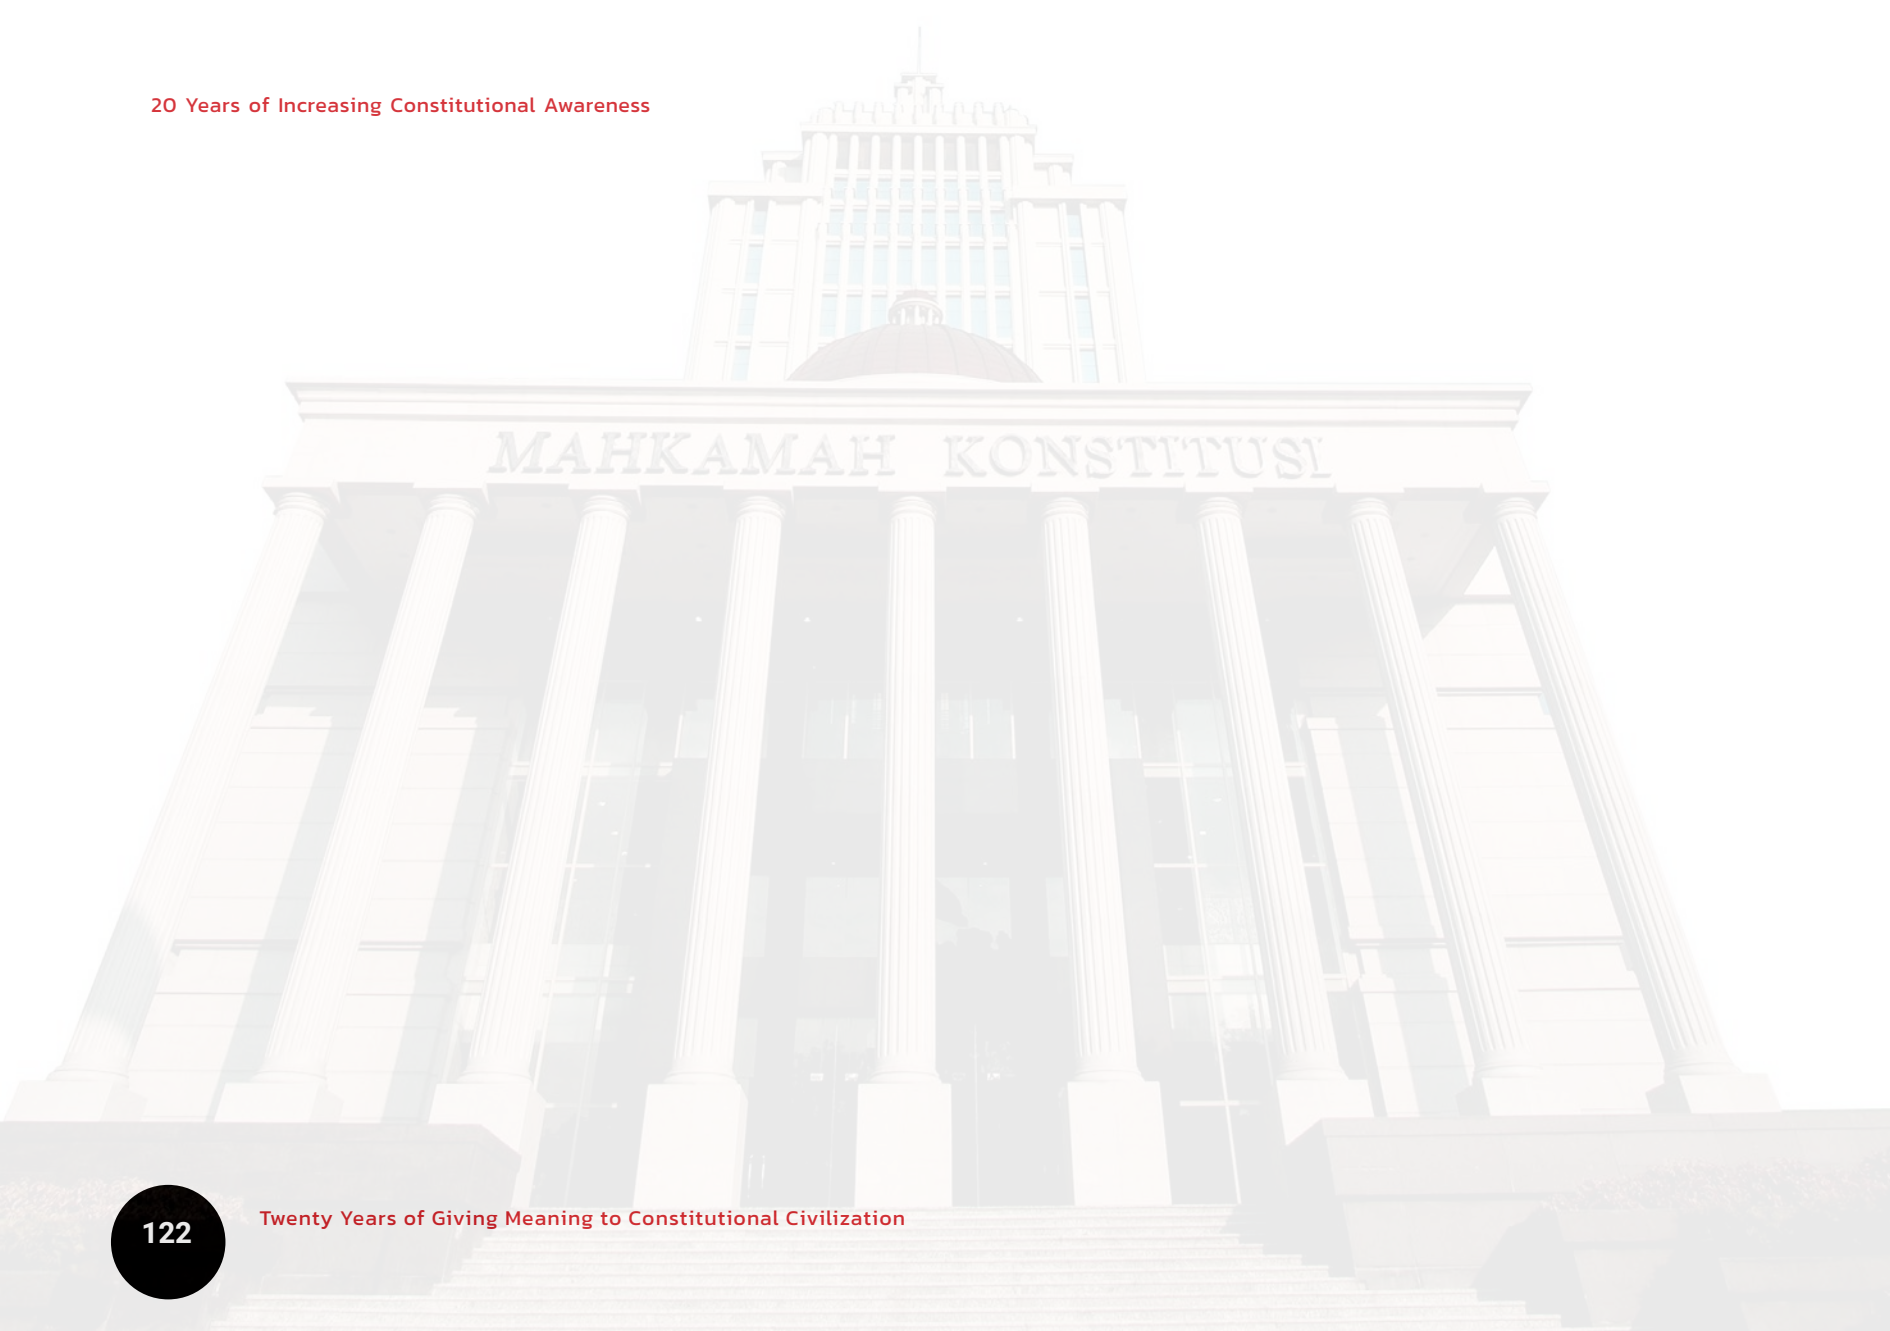 20 Years of Increasing Constitutional Awareness
MAHKAMAH KONSTITUSI
122
Twenty Years of Giving Meaning to Constitutional Civilization